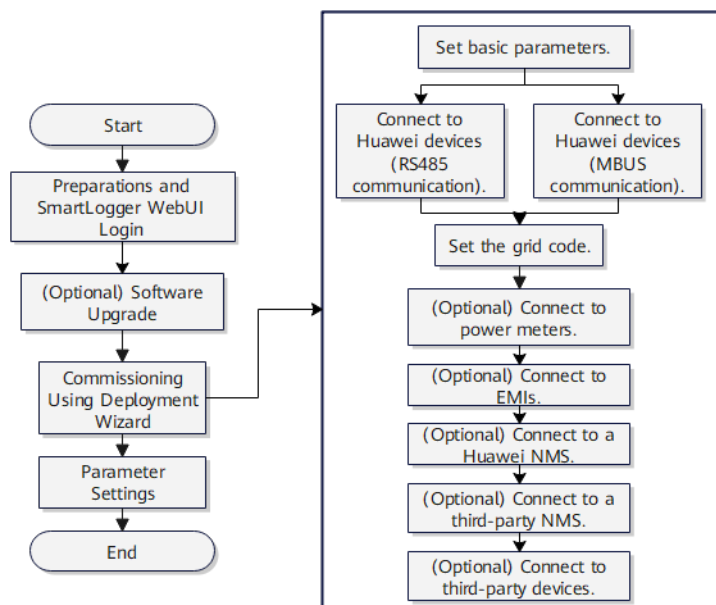 Start
Preparations and
SmartLogger WebUI
Login
(Optional) Software
Upgrade
Commissioning
Using Deployment
Wizard
Parameter
Settings
End
Set basic parameters.
Connect to
Huawei devices
(RS485
communication).
Connect to
Huawei devices
(MBUS
communication).
Set the grid code.
(Optional) Connect to
power meters.
(Optional) Connect to
EMIs.
(Optional) Connect to a
Huawei NMS.
(Optional) Connect to a
third-party NMS.
(Optional) Connect to
third-party devices.